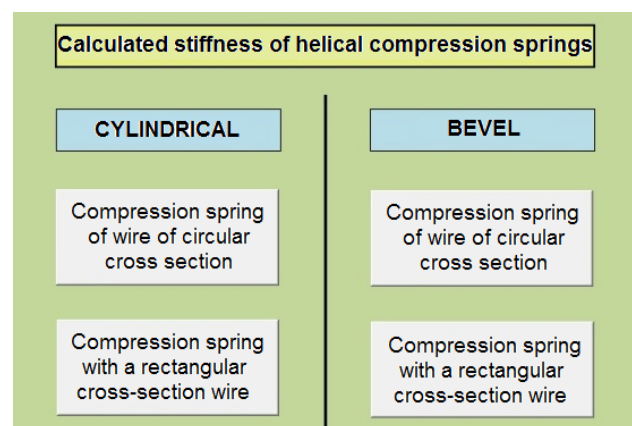 Calculated stiffness of helical compression springs
CYLINDRICAL
Compression spring
of wire of circular
cross section
Compression spring
with a rectangular
cross-section wire
BEVEL
Compression spring
of wire of circular
cross section
Compression spring
with a rectangular
cross-section wire